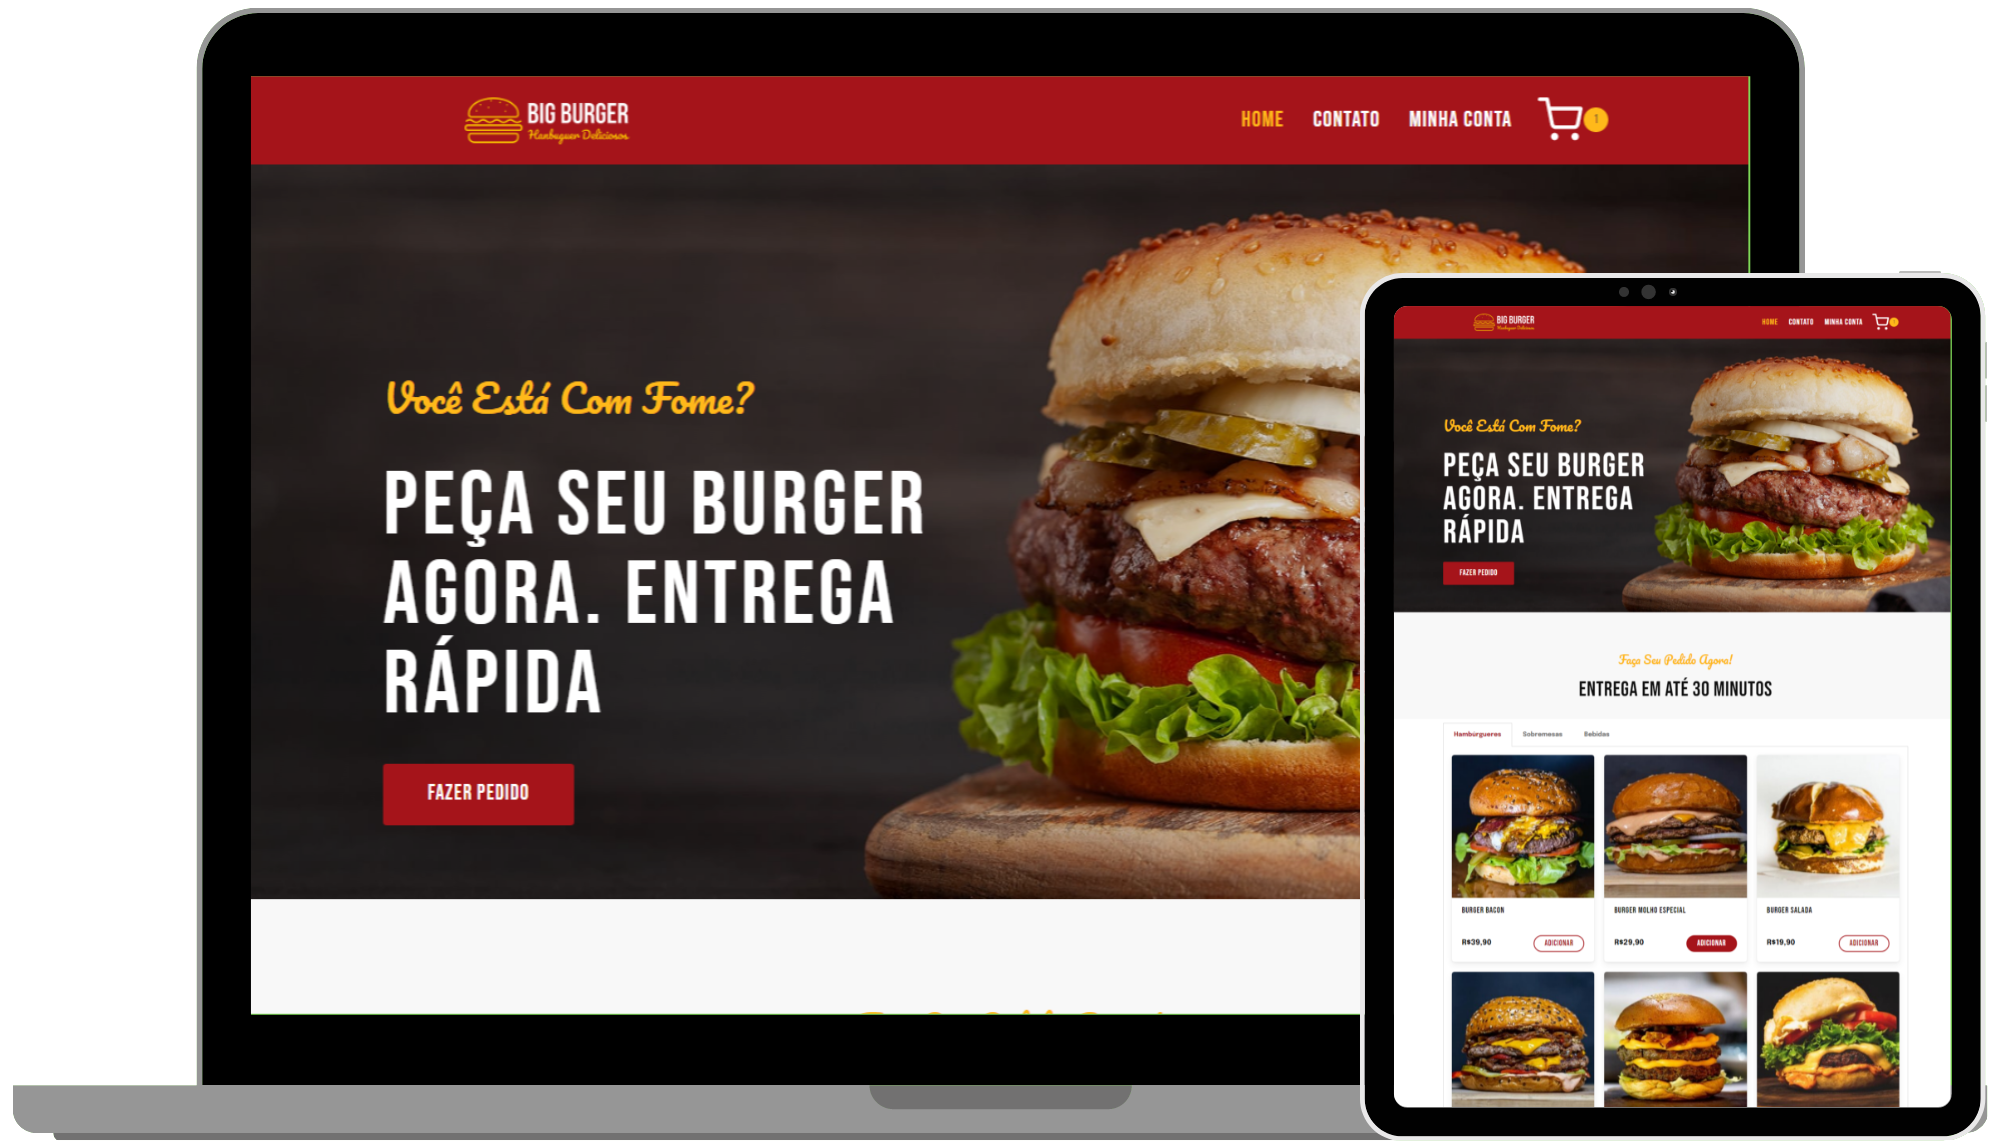 BIG BURGER
Hambuguer Deliciosos
HOME CONTATO MINHA CONTA 1
Você Está Com Fome?
PEÇA SEU BURGER
AGORA. ENTREGA
RÁPIDA
FAZER PEDIDO
BIG BURGER
Hambuguer Deliciosos
HOME CONTATO MINHA CONTA
Você Está Com Fome?
PEÇA SEU BURGER
AGORA. ENTREGA
RÁPIDA
FAZER PEDIDO
Faça Seu Pedido Agora!
ENTREGA EM ATÉ 30 MINUTOS
Hambúrgueres Sobremesas Bebidas
BURGER BACON
R$39,90 ADICIONAR
BURGER MOLHO ESPECIAL
R$29,90 ADICIONAR
BURGER SALADA
R$19,90 ADICIONAR